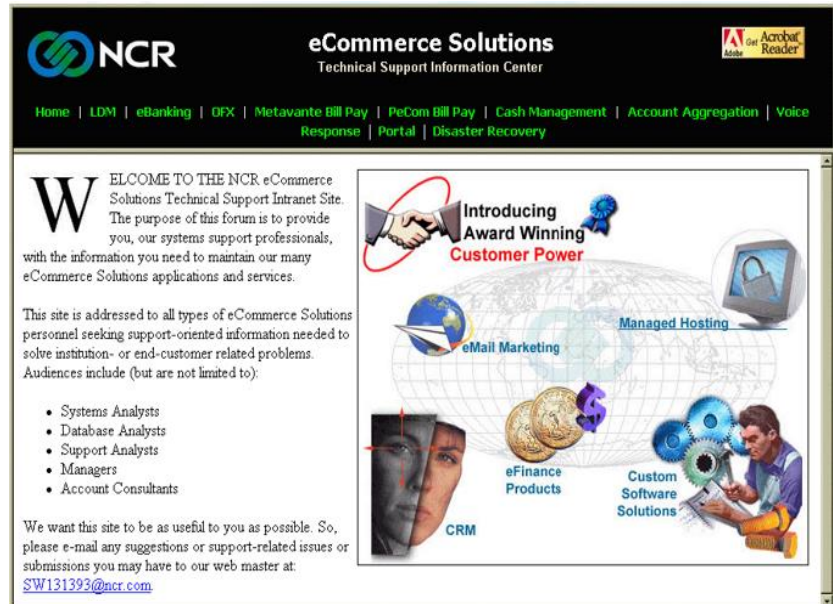 NCR
eCommerce Solutions
Technical Support Information Center
Adobe
Get Acrobat
Reader
Home | LDM | eBanking | OFX | Metavante Bill Pay | PeCom Bill Pay | Cash Management | Account Aggregation | Voice
Response | Portal | Disaster Recovery
WELCOME TO THE NCR eCommerce
Solutions Technical Support Intranet Site.
The purpose of this forum is to provide
you, our systems support professionals,
with the information you need to maintain our many
eCommerce Solutions applications and services.
This site is addressed to all types of eCommerce Solutions
personnel seeking support-oriented information needed to
solve institution- or end-customer related problems.
Audiences include (but are not limited to):
• Systems Analysts
• Database Analysts
• Support Analysts
• Managers
• Account Consultants
We want this site to be as useful to you as possible. So,
please e-mail any suggestions or support-related issues or
submissions you may have to our web master at:
SW131393@ncr.com.
Introducing
Award Winning
Customer Power
Managed Hosting
eMail Marketing
eFinance
Products
Custom
Software
Solutions
CRM